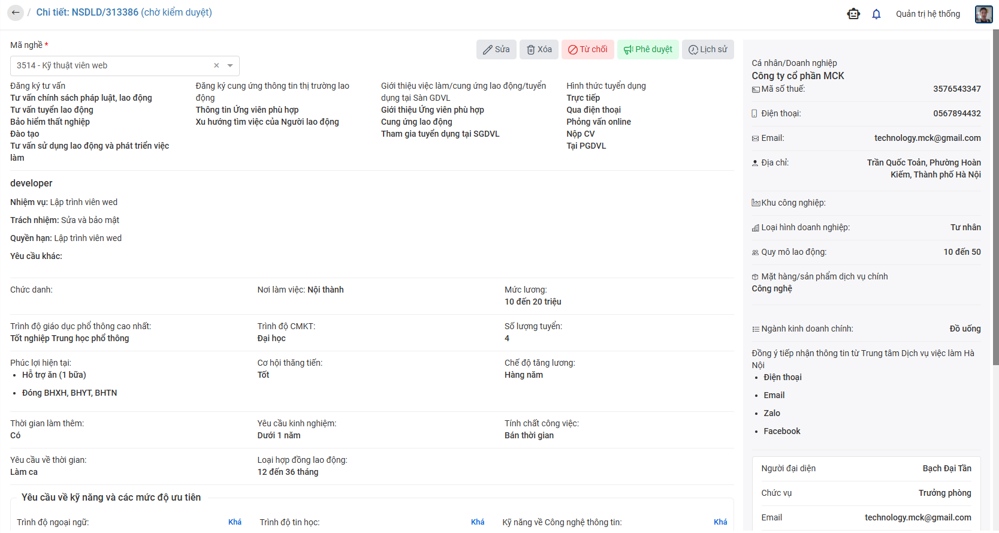 / Chi tiết: NSDLD/313386 (chờ kiểm duyệt)
Quản trị hệ thống
Mã nghề *
3514 - Kỹ thuật viên web
Sửa
Xóa
Từ chối
Phê duyệt
Lịch sử
Đăng ký tư vấn
Tư vấn chính sách pháp luật, lao động
Tư vấn tuyển lao động
Bảo hiểm thất nghiệp
Đào tạo
Tư vấn sử dụng lao động và phát triển việc
làm
Đăng ký cung ứng thông tin thị trường lao
động
Thông tin Ứng viên phù hợp
Xu hướng tìm việc của Người lao động
Giới thiệu việc làm/cung ứng lao động/tuyển
dụng tại Sàn GDVL
Giới thiệu Ứng viên phù hợp
Cung ứng lao động
Tham gia tuyển dụng tại SGDVL
Hình thức tuyển dụng
Trực tiếp
Qua điện thoại
Phỏng vấn online
Nộp CV
Tại PGDVL
developer
Nhiệm vụ: Lập trình viên wed
Trách nhiệm: Sửa và bảo mật
Quyền hạn: Lập trình viên wed
Yêu cầu khác:
Chức danh:
Nơi làm việc: Nội thành
Mức lương:
10 đến 20 triệu
Trình độ giáo dục phổ thông cao nhất:
Tốt nghiệp Trung học phổ thông
Trình độ CMKT:
Đại học
Số lượng tuyển:
4
Phúc lợi hiện tại:
• Hỗ trợ ăn (1 bữa)
• Đóng BHXH, BHYT, BHTN
Cơ hội thăng tiến:
Tốt
Chế độ tăng lương:
Hàng năm
Thời gian làm thêm:
Có
Yêu cầu kinh nghiệm:
Dưới 1 năm
Tính chất công việc:
Bán thời gian
Yêu cầu về thời gian:
Làm ca
Loại hợp đồng lao động:
12 đến 36 tháng
Yêu cầu về kỹ năng và các mức độ ưu tiên
Trình độ ngoại ngữ: Khá
Trình độ tin học: Khá
Kỹ năng về Công nghệ thông tin: Khá
Cá nhân/Doanh nghiệp
Công ty cổ phần MCK
Mã số thuế: 3576543347
Điện thoại: 0567894432
Email: technology.mck@gmail.com
Địa chỉ: Trần Quốc Toản, Phường Hoàn
Kiếm, Thành phố Hà Nội
Khu công nghiệp:
Loại hình doanh nghiệp: Tư nhân
Quy mô lao động: 10 đến 50
Mặt hàng/sản phẩm dịch vụ chính
Công nghệ
Ngành kinh doanh chính: Đồ uống
Đồng ý tiếp nhận thông tin từ Trung tâm Dịch vụ việc làm Hà
Nội
• Điện thoại
• Email
• Zalo
• Facebook
Người đại diện Bạch Đại Tần
Chức vụ Trưởng phòng
Email technology.mck@gmail.com